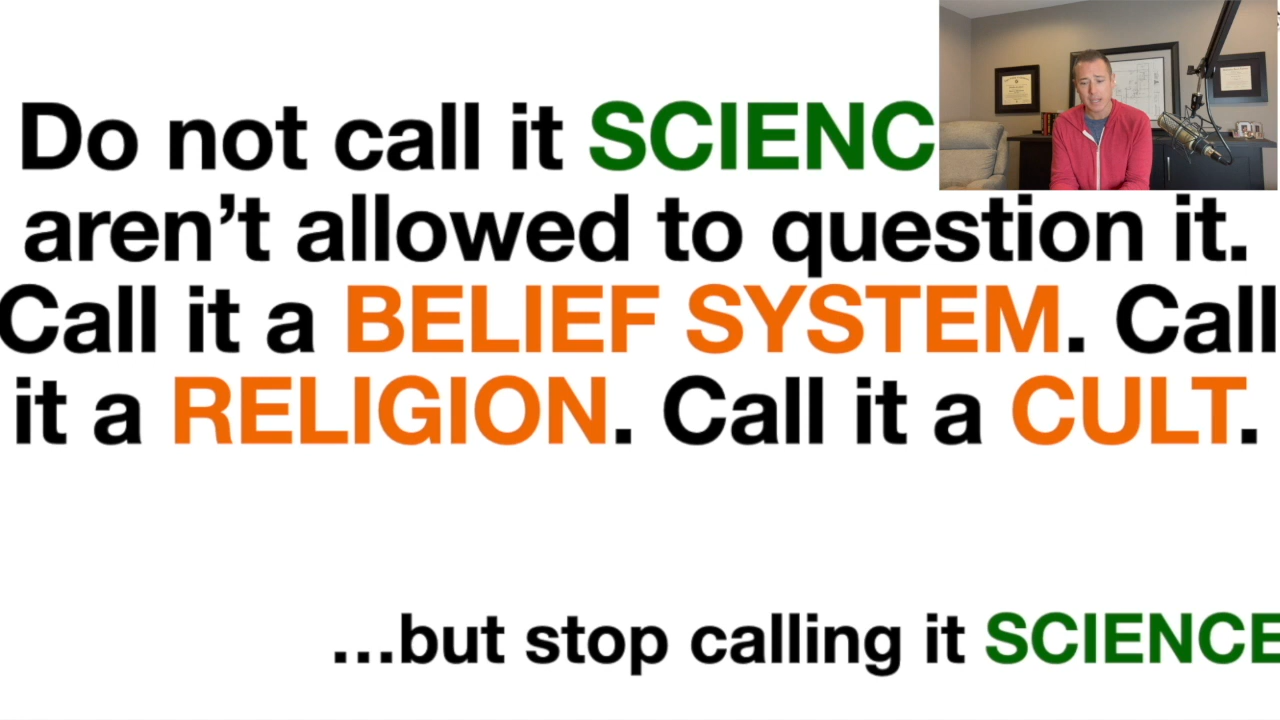 Do not call it SCIENC
aren’t allowed to question it.
Call it a BELIEF SYSTEM. Call
it a RELIGION. Call it a CULT.
…but stop calling it SCIENCE